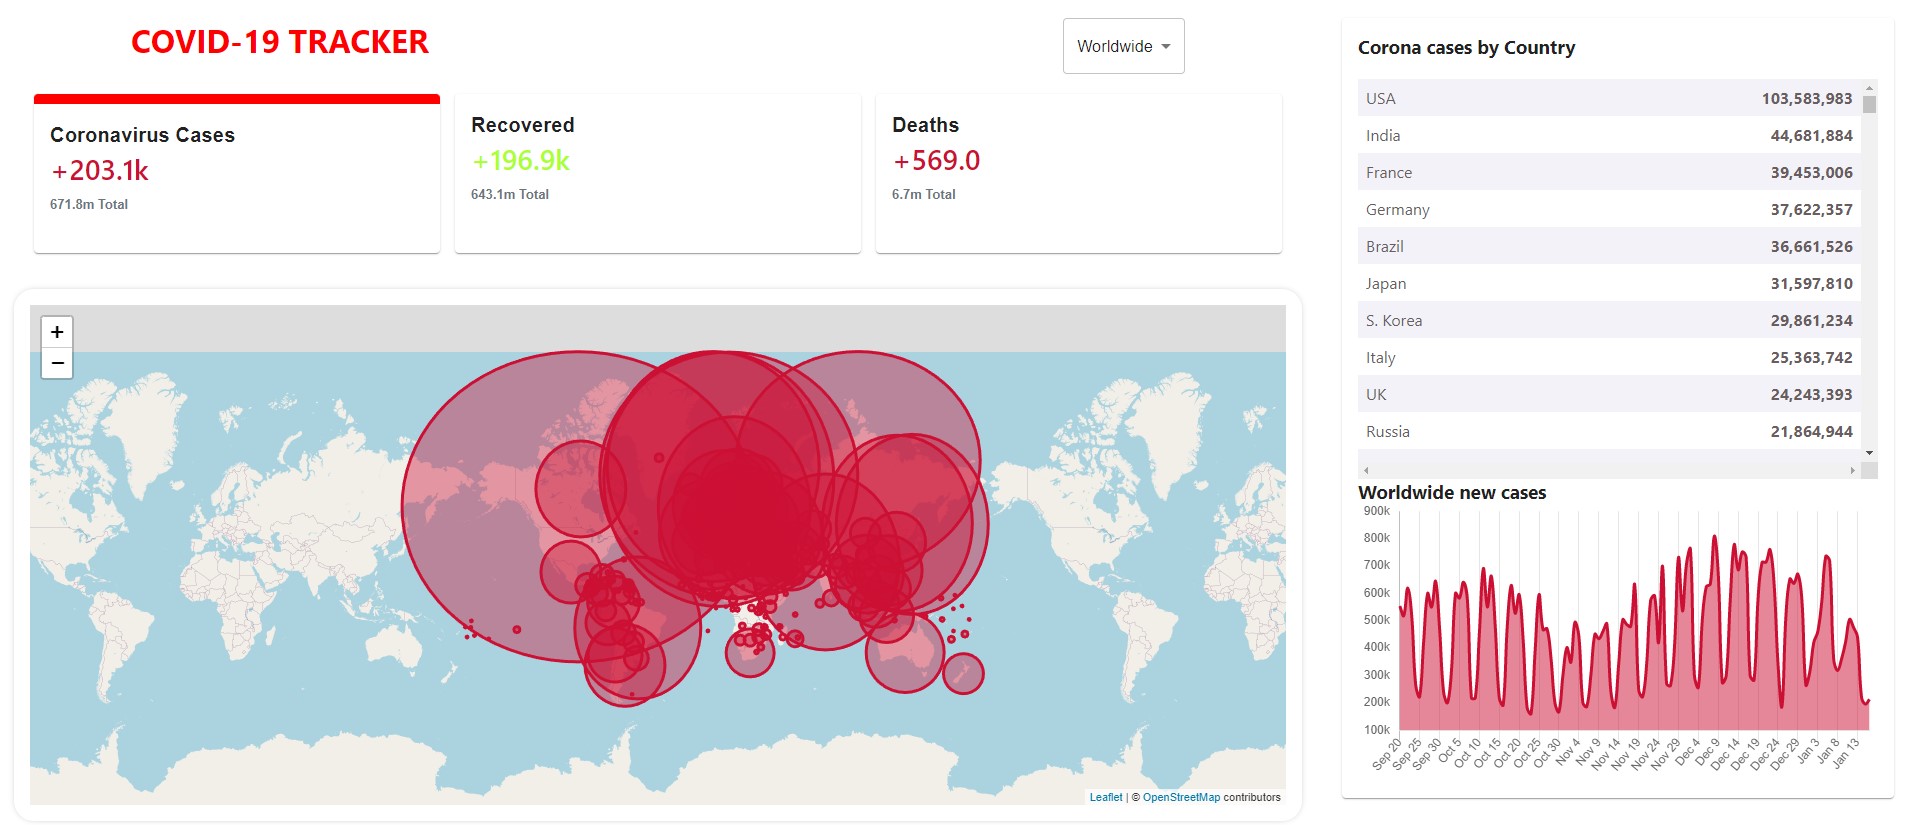 COVID-19 TRACKER
Worldwide
Coronavirus Cases
+203.1k
671.8m Total
Recovered
+196.9k
643.1m Total
Deaths
+569.0
6.7m Total
+
−
Leaflet | © OpenStreetMap contributors
Corona cases by Country
USA 103,583,983
India 44,681,884
France 39,453,006
Germany 37,622,357
Brazil 36,661,526
Japan 31,597,810
S. Korea 29,861,234
Italy 25,363,742
UK 24,243,393
Russia 21,864,944
Worldwide new cases
900k
800k
700k
600k
500k
400k
300k
200k
100k
Sep 20 Sep 25 Sep 30 Oct 5 Oct 10 Oct 15 Oct 20 Oct 25 Oct 30 Nov 4 Nov 9 Nov 14 Nov 19 Nov 24 Nov 29 Dec 4 Dec 9 Dec 14 Dec 19 Dec 24 Dec 29 Jan 3 Jan 8 Jan 13